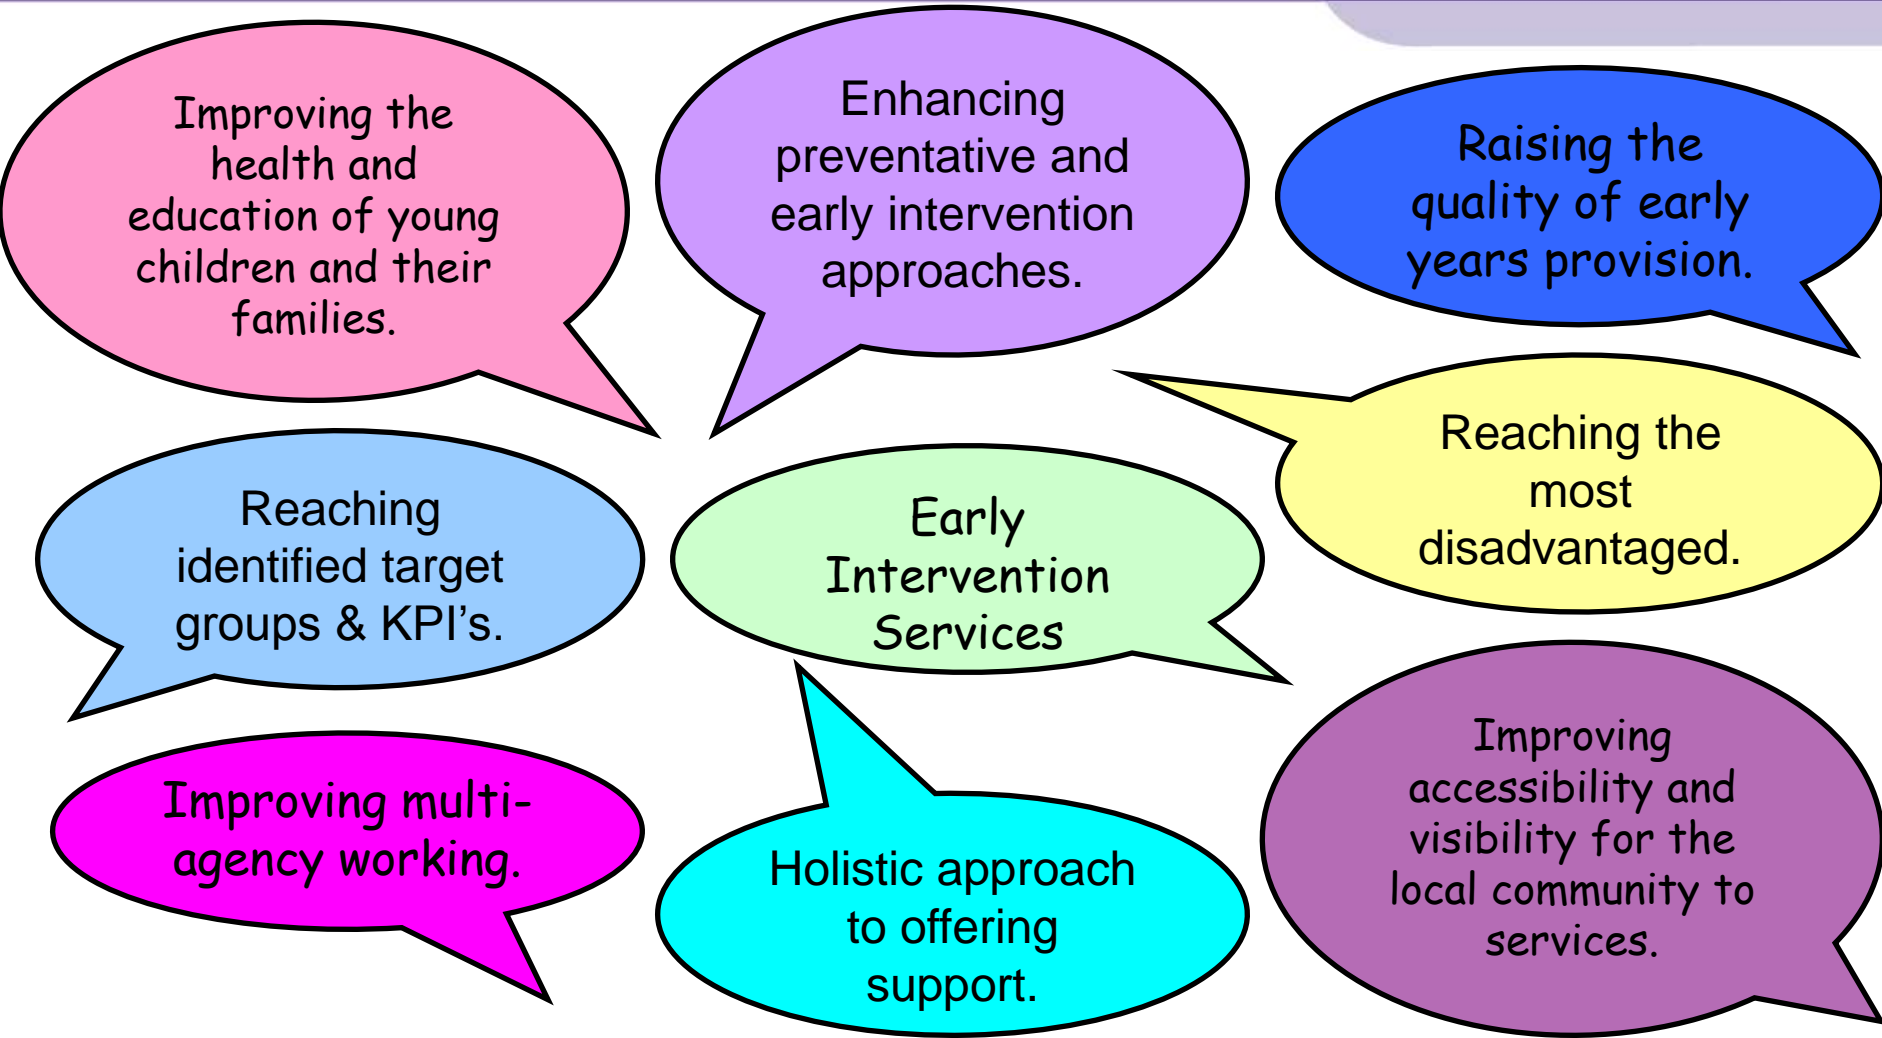 Improving the
health and
education of young
children and their
families.
Enhancing
preventative and
early intervention
approaches.
Raising the
quality of early
years provision.
Reaching
identified target
groups & KPI’s.
Early
Intervention
Services
Reaching the
most
disadvantaged.
Improving multi-
agency working.
Holistic approach
to offering
support.
Improving
accessibility and
visibility for the
local community to
services.